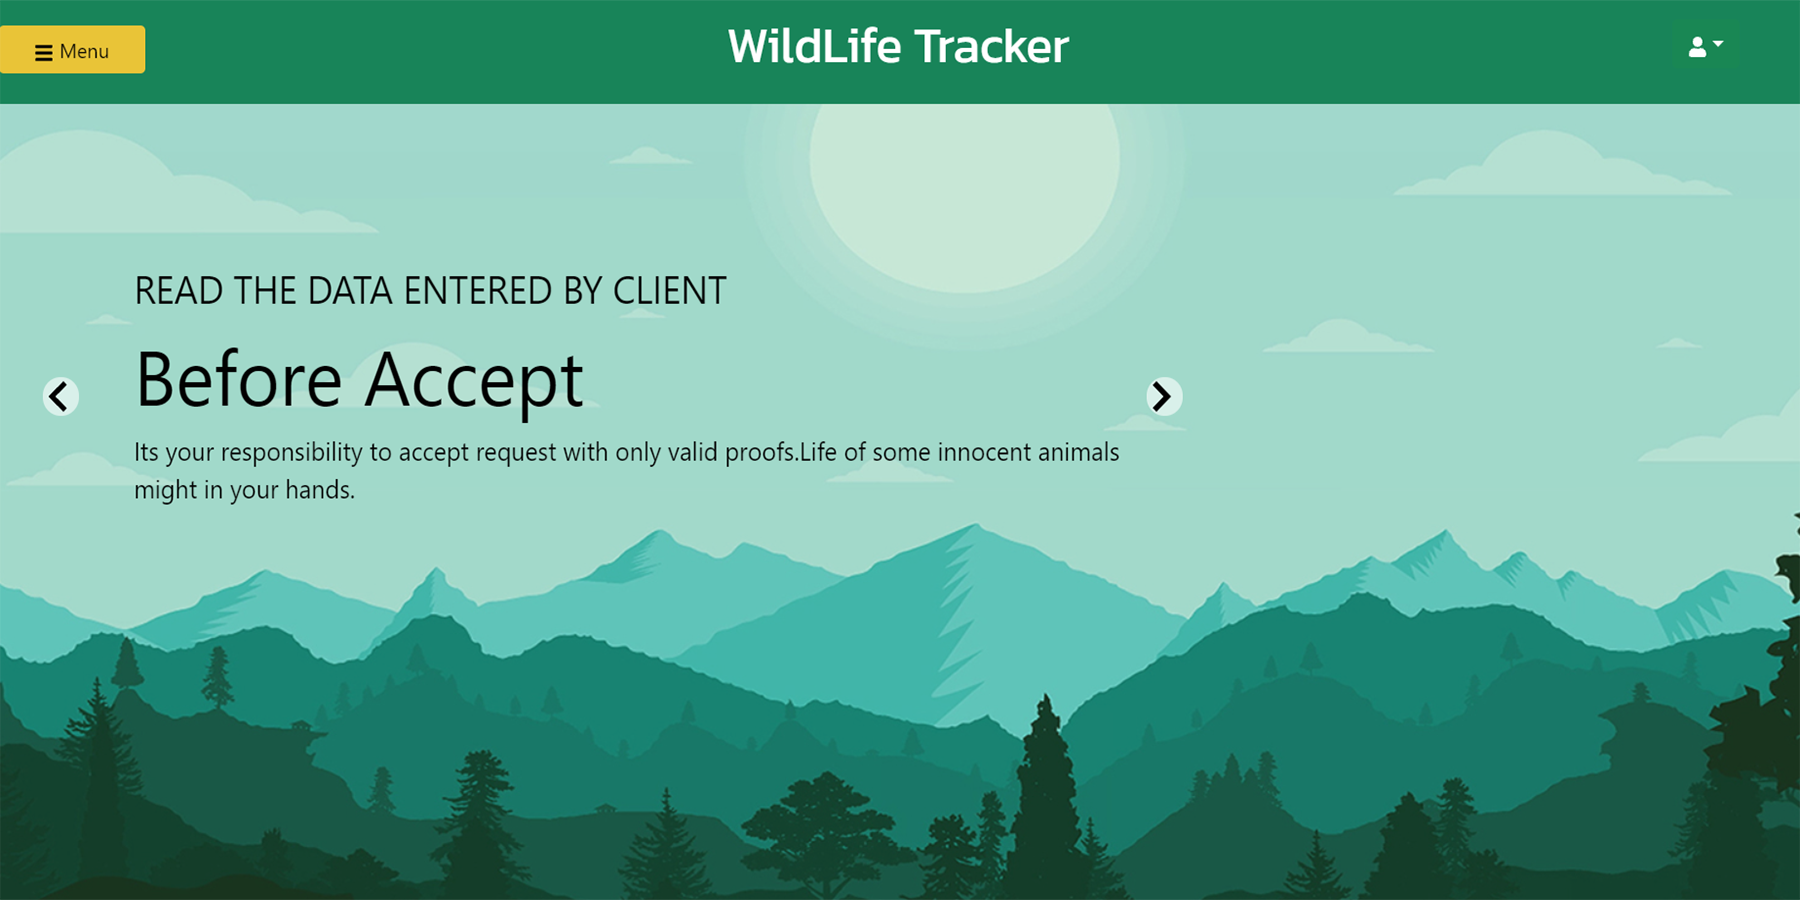 Menu
WildLife Tracker
READ THE DATA ENTERED BY CLIENT
Before Accept
Its your responsibility to accept request with only valid proofs.Life of some innocent animals
might in your hands.